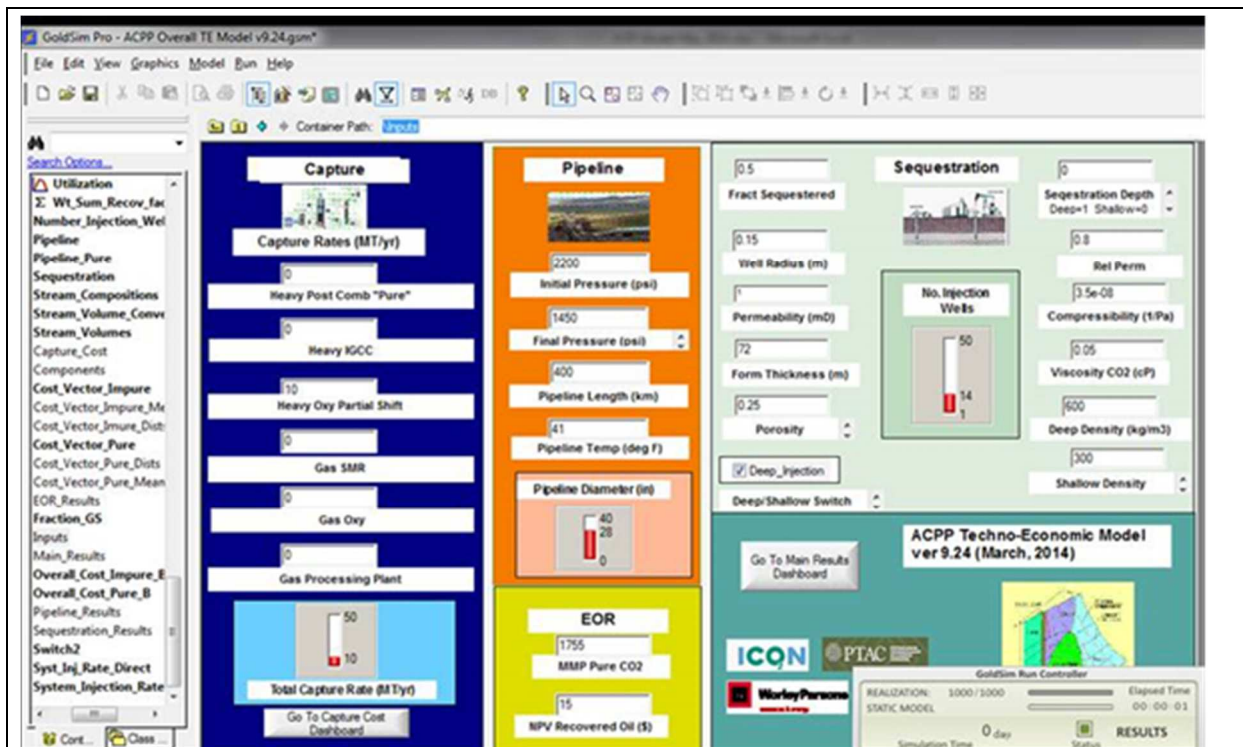 GoldSim Pro - ACPP Overall TE Model v9.24.gsm*
File Edit View Graphics Model Run Help
Container Path: \Inputs
Search Options...
Utilization
Σ Wt_Sum_Recov_fac
Number_Injection_Wel
Pipeline
Pipeline_Pure
Sequestration
Stream_Compositions
Stream_Volume_Conve
Stream_Volumes
Capture_Cost
Components
Cost_Vector_Impure
Cost_Vector_Impure_Me
Cost_Vector_Imure_Dist
Cost_Vector_Pure
Cost_Vector_Pure_Dists
Cost_Vector_Pure_Mean
EOR_Results
Fraction_GS
Inputs
Main_Results
Overall_Cost_Impure_E
Overall_Cost_Pure_B
Pipeline_Results
Sequestration_Results
Switch2
Syst_Inj_Rate_Direct
System_Injection_Rate
Cont...
Class ...
Capture
Capture Rates (MT/yr)
0
Heavy Post Comb "Pure"
0
Heavy IGCC
10
Heavy Oxy Partial Shift
0
Gas SMR
0
Gas Oxy
0
Gas Processing Plant
50
10
Total Capture Rate (MT/yr)
Go To Capture Cost
Dashboard
Pipeline
2200
Initial Pressure (psi)
1450
Final Pressure (psi)
400
Pipeline Length (km)
41
Pipeline Temp (deg F)
Pipeline Diameter (in)
40
28
0
EOR
1755
MMP Pure CO2
15
NPV Recovered Oil ($)
Sequestration
0.5
Fract Sequestered
0.15
Well Radius (m)
1
Permeability (mD)
72
Form Thickness (m)
0.25
Porosity
Deep_Injection
Deep/Shallow Switch
No. Injection
Wells
50
14
1
0
Seqestration Depth
Deep=1 Shallow=0
0.8
Rel Perm
3.5e-08
Compressibility (1/Pa)
0.05
Viscosity CO2 (cP)
600
Deep Density (kg/m3)
300
Shallow Density
Go To Main Results
Dashboard
ACPP Techno-Economic Model
ver 9.24 (March, 2014)
ICON
PTAC
WorleyParsons
GoldSim Run Controller
REALIZATION: 1000/1000
Elapsed Time
STATIC MODEL
00:00:01
0 day
RESULTS
Simulation Time
Status